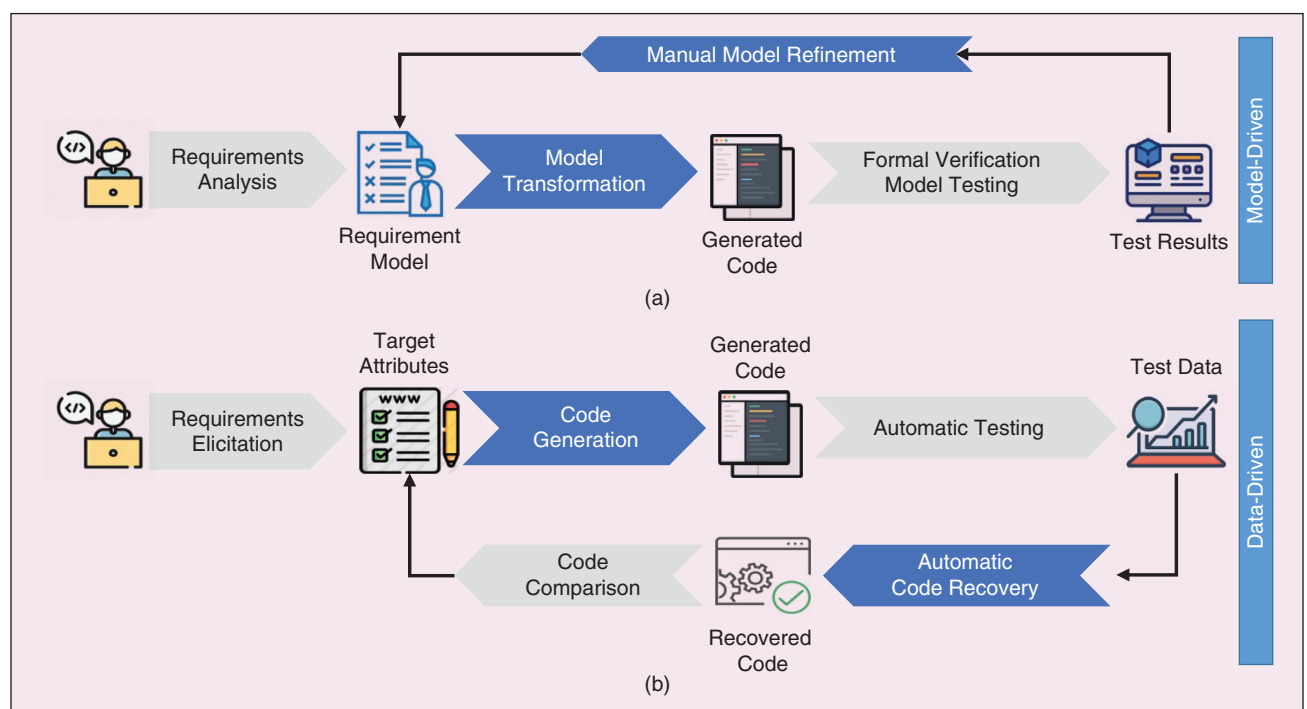 Manual Model Refinement
</>
Requirements
Analysis
Model
Transformation
Formal Verification
Model Testing
Requirement
Model
Generated
Code
Test Results
Model-Driven
(a)
Target
Attributes
Generated
Code
Test Data
</>
Requirements
Elicitation
www
Code
Generation
Automatic Testing
Code
Comparison
Automatic
Code Recovery
Recovered
Code
Data-Driven
(b)